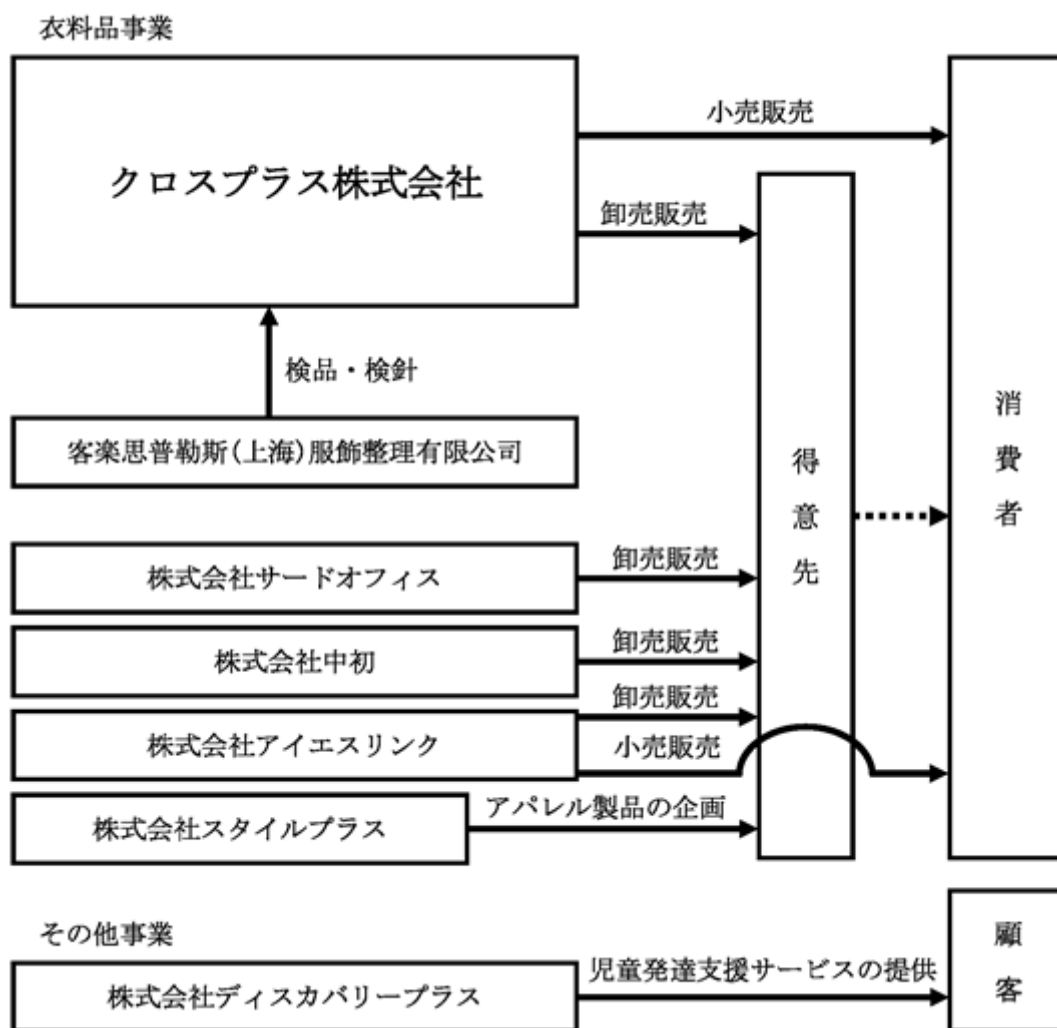 衣料品事業
クロスプラス株式会社
小売販売
卸売販売
検品・検針
客楽思普勒斯(上海)服飾整理有限公司
株式会社サードオフィス
卸売販売
株式会社中初
卸売販売
株式会社アイエスリンク
卸売販売
小売販売
株式会社スタイルプラス
アパレル製品の企画
得意先
消費者
その他事業
株式会社ディスカバリープラス
児童発達支援サービスの提供
顧客